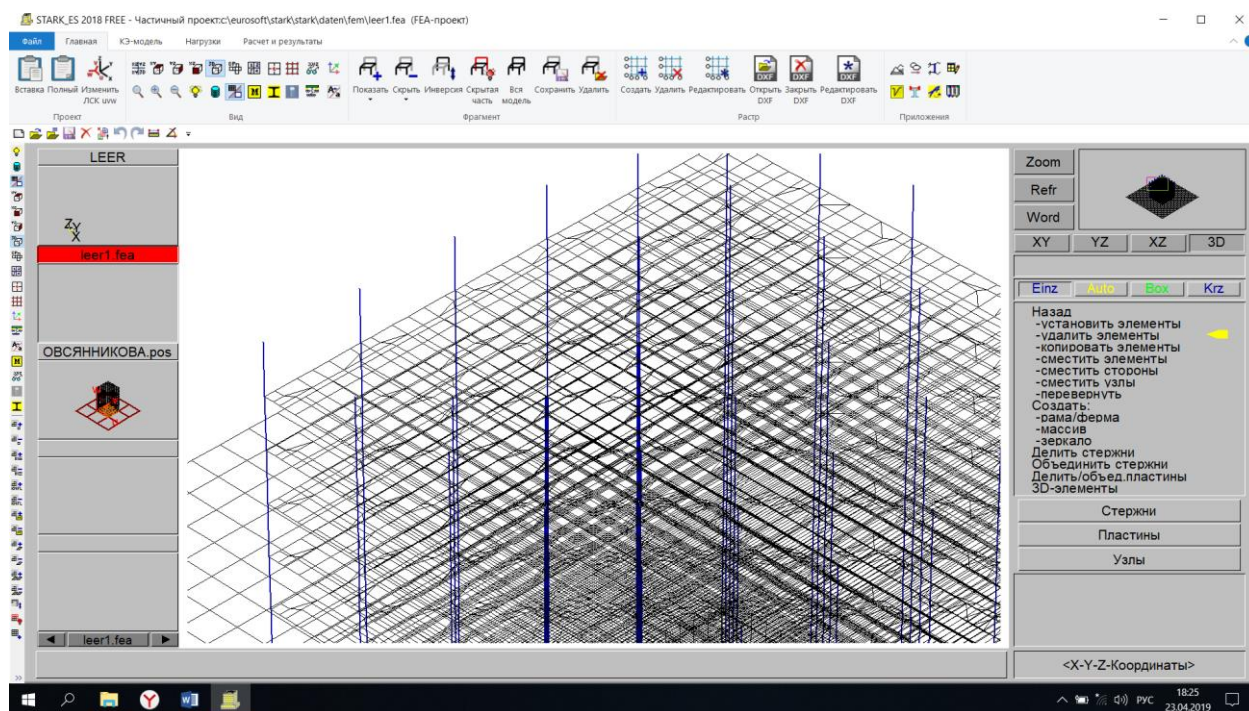 STARK_ES 2018 FREE - Частичный проект:c:\eurosoft\stark\stark\daten\fem\leer1.fea (FEA-проект)
Файл Главная КЭ-модель Нагрузки Расчет и результаты
Вставка Полный Изменить ЛСК uvw
Показать Скрыть Инверсия Скрытая часть Вся модель Сохранить Удалить
Создать Удалить Редактировать Открыть DXF Закрыть DXF Редактировать DXF
Проект Вид Фрагмент Растр Приложения
LEER
Z Y
X
leer1.fea
ОВСЯННИКОВА.pos
leer1.fea
Zoom
Refr
Word
XY YZ XZ 3D
Einz Auto Box Krz
Назад
-установить элементы
-удалить элементы
-копировать элементы
-сместить элементы
-сместить стороны
-сместить узлы
-перевернуть
Создать:
-рама/ферма
-массив
-зеркало
Делить стержни
Объединить стержни
Делить/объед.пластины
3D-элементы
Стержни
Пластины
Узлы
<X-Y-Z-Координаты>
РУС
18:25
23.04.2019